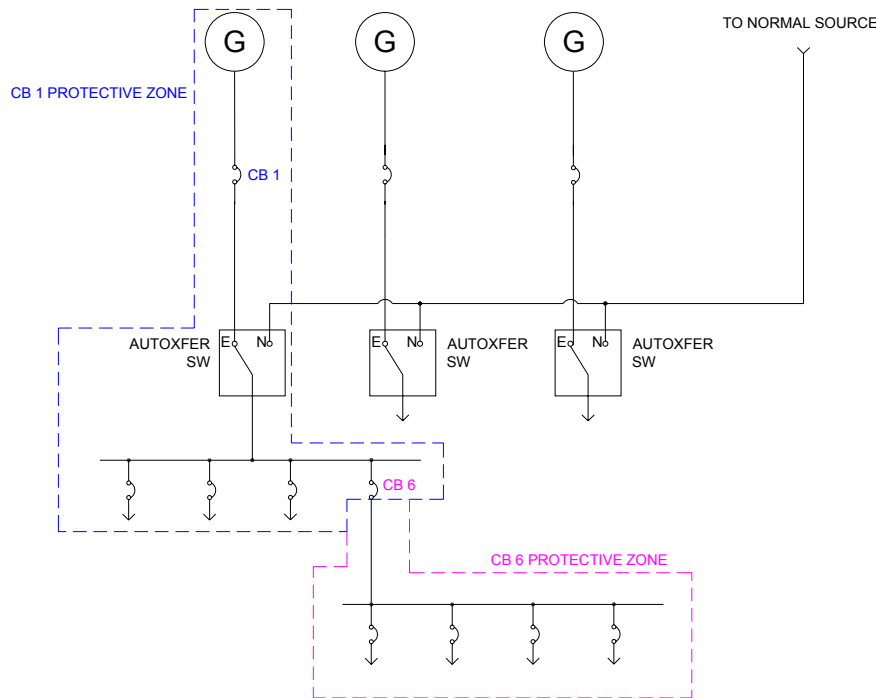 G
G
G
TO NORMAL SOURCE
CB 1 PROTECTIVE ZONE
CB 1
AUTOXFER
SW
E
N
E
N
AUTOXFER
SW
E
N
AUTOXFER
SW
CB 6
CB 6 PROTECTIVE ZONE